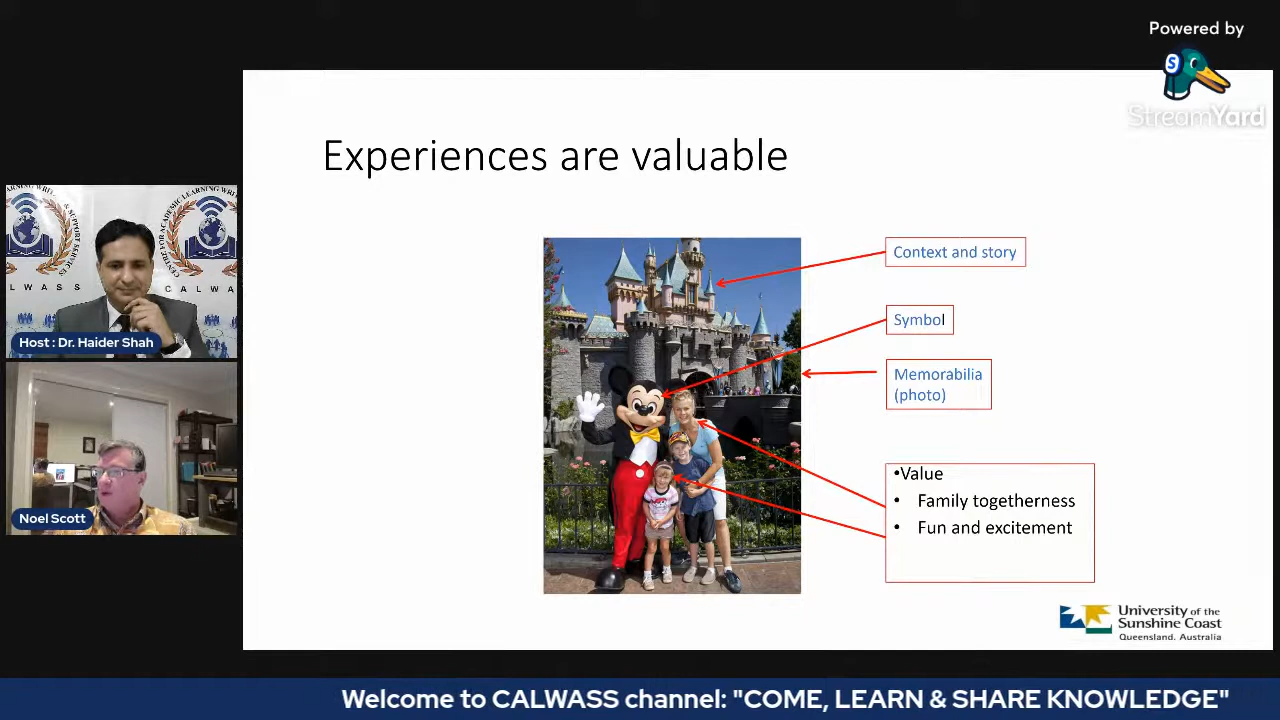 Powered by
StreamYard
Experiences are valuable
Context and story
Symbol
Memorabilia
(photo)
•Value
• Family togetherness
• Fun and excitement
University of the
Sunshine Coast
Queensland, Australia
CALWASS
CALWAS
Host : Dr. Haider Shah
Noel Scott
Welcome to CALWASS channel: "COME, LEARN & SHARE KNOWLEDGE"